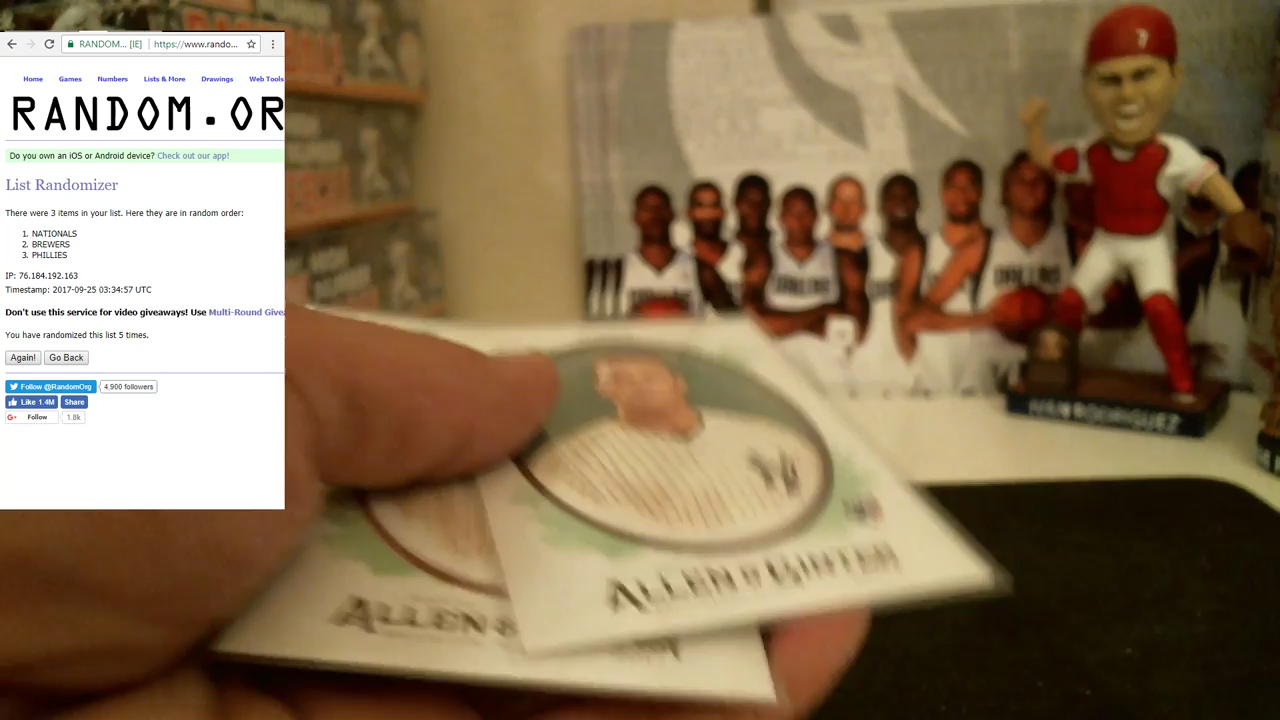 RANDOM... [IE] https://www.rando...
Home Games Numbers Lists & More Drawings Web Tools
RANDOM.OR
Do you own an iOS or Android device? Check out our app!
List Randomizer
There were 3 items in your list. Here they are in random order:
1. NATIONALS
2. BREWERS
3. PHILLIES
IP: 76.184.192.163
Timestamp: 2017-09-25 03:34:57 UTC
Don't use this service for video giveaways! Use Multi-Round Give
You have randomized this list 5 times.
Again! Go Back
Follow @RandomOrg 4,900 followers
Like 1.4M Share
Follow 1.8k
DALLAS
IVAN RODRIGUEZ
ALLEN & GINTER
ALLEN &